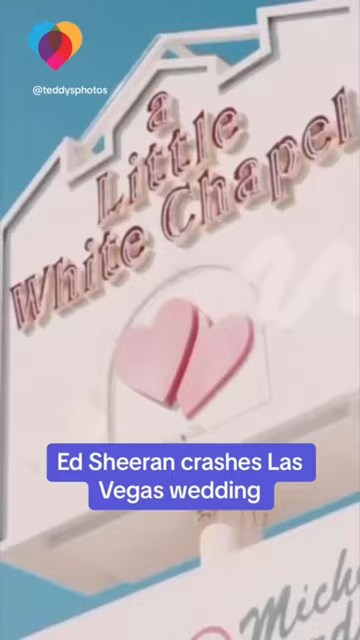 @teddysphotos
a
Little
White Chapel
Ed Sheeran crashes Las
Vegas wedding